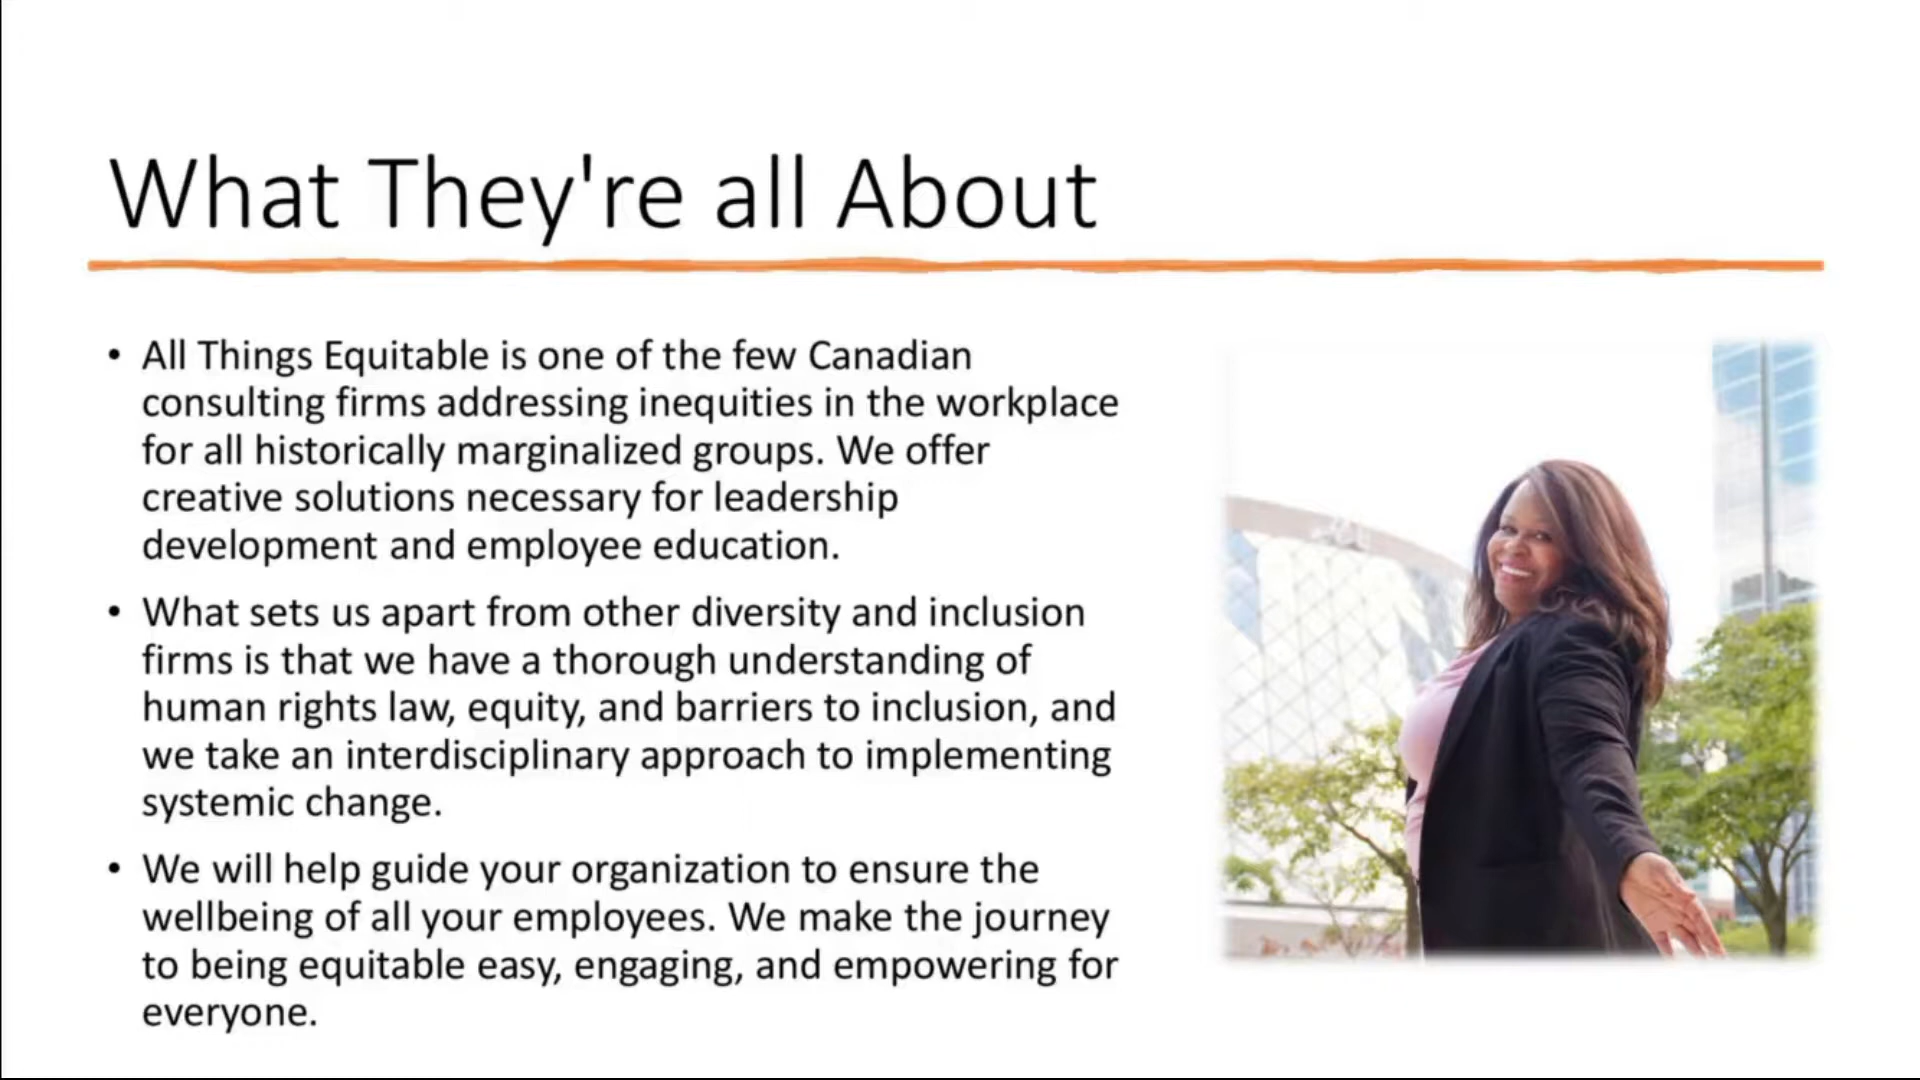 What They're all About
• All Things Equitable is one of the few Canadian
consulting firms addressing inequities in the workplace
for all historically marginalized groups. We offer
creative solutions necessary for leadership
development and employee education.
• What sets us apart from other diversity and inclusion
firms is that we have a thorough understanding of
human rights law, equity, and barriers to inclusion, and
we take an interdisciplinary approach to implementing
systemic change.
• We will help guide your organization to ensure the
wellbeing of all your employees. We make the journey
to being equitable easy, engaging, and empowering for
everyone.